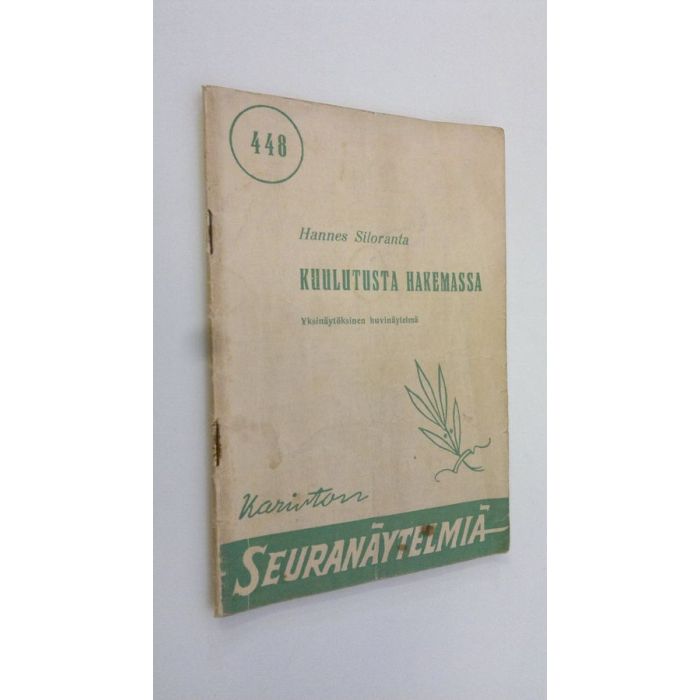 448
Hannes Siloranta
KUULUTUSTA HAKEMASSA
Yksinäytöksinen huvinäytelmä
Kariston
SEURANÄYTELMIÄ